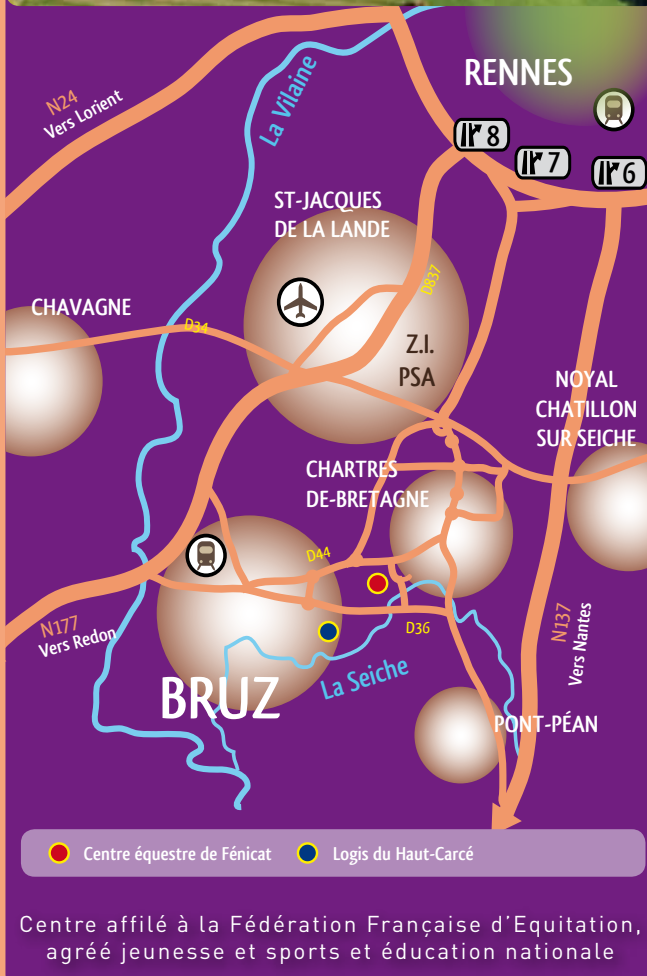 RENNES
N24
Vers Lorient
La Vilaine
8
7
6
ST-JACQUES
DE LA LANDE
D837
CHAVAGNE
D34
Z.I.
PSA
NOYAL
CHATILLON
SUR SEICHE
CHARTRES
DE-BRETAGNE
D44
N177
Vers Redon
D36
N137
Vers Nantes
La Seiche
BRUZ
PONT-PÉAN
Centre équestre de Fénicat
Logis du Haut-Carcé
Centre affilé à la Fédération Française d'Equitation,
agréé jeunesse et sports et éducation nationale